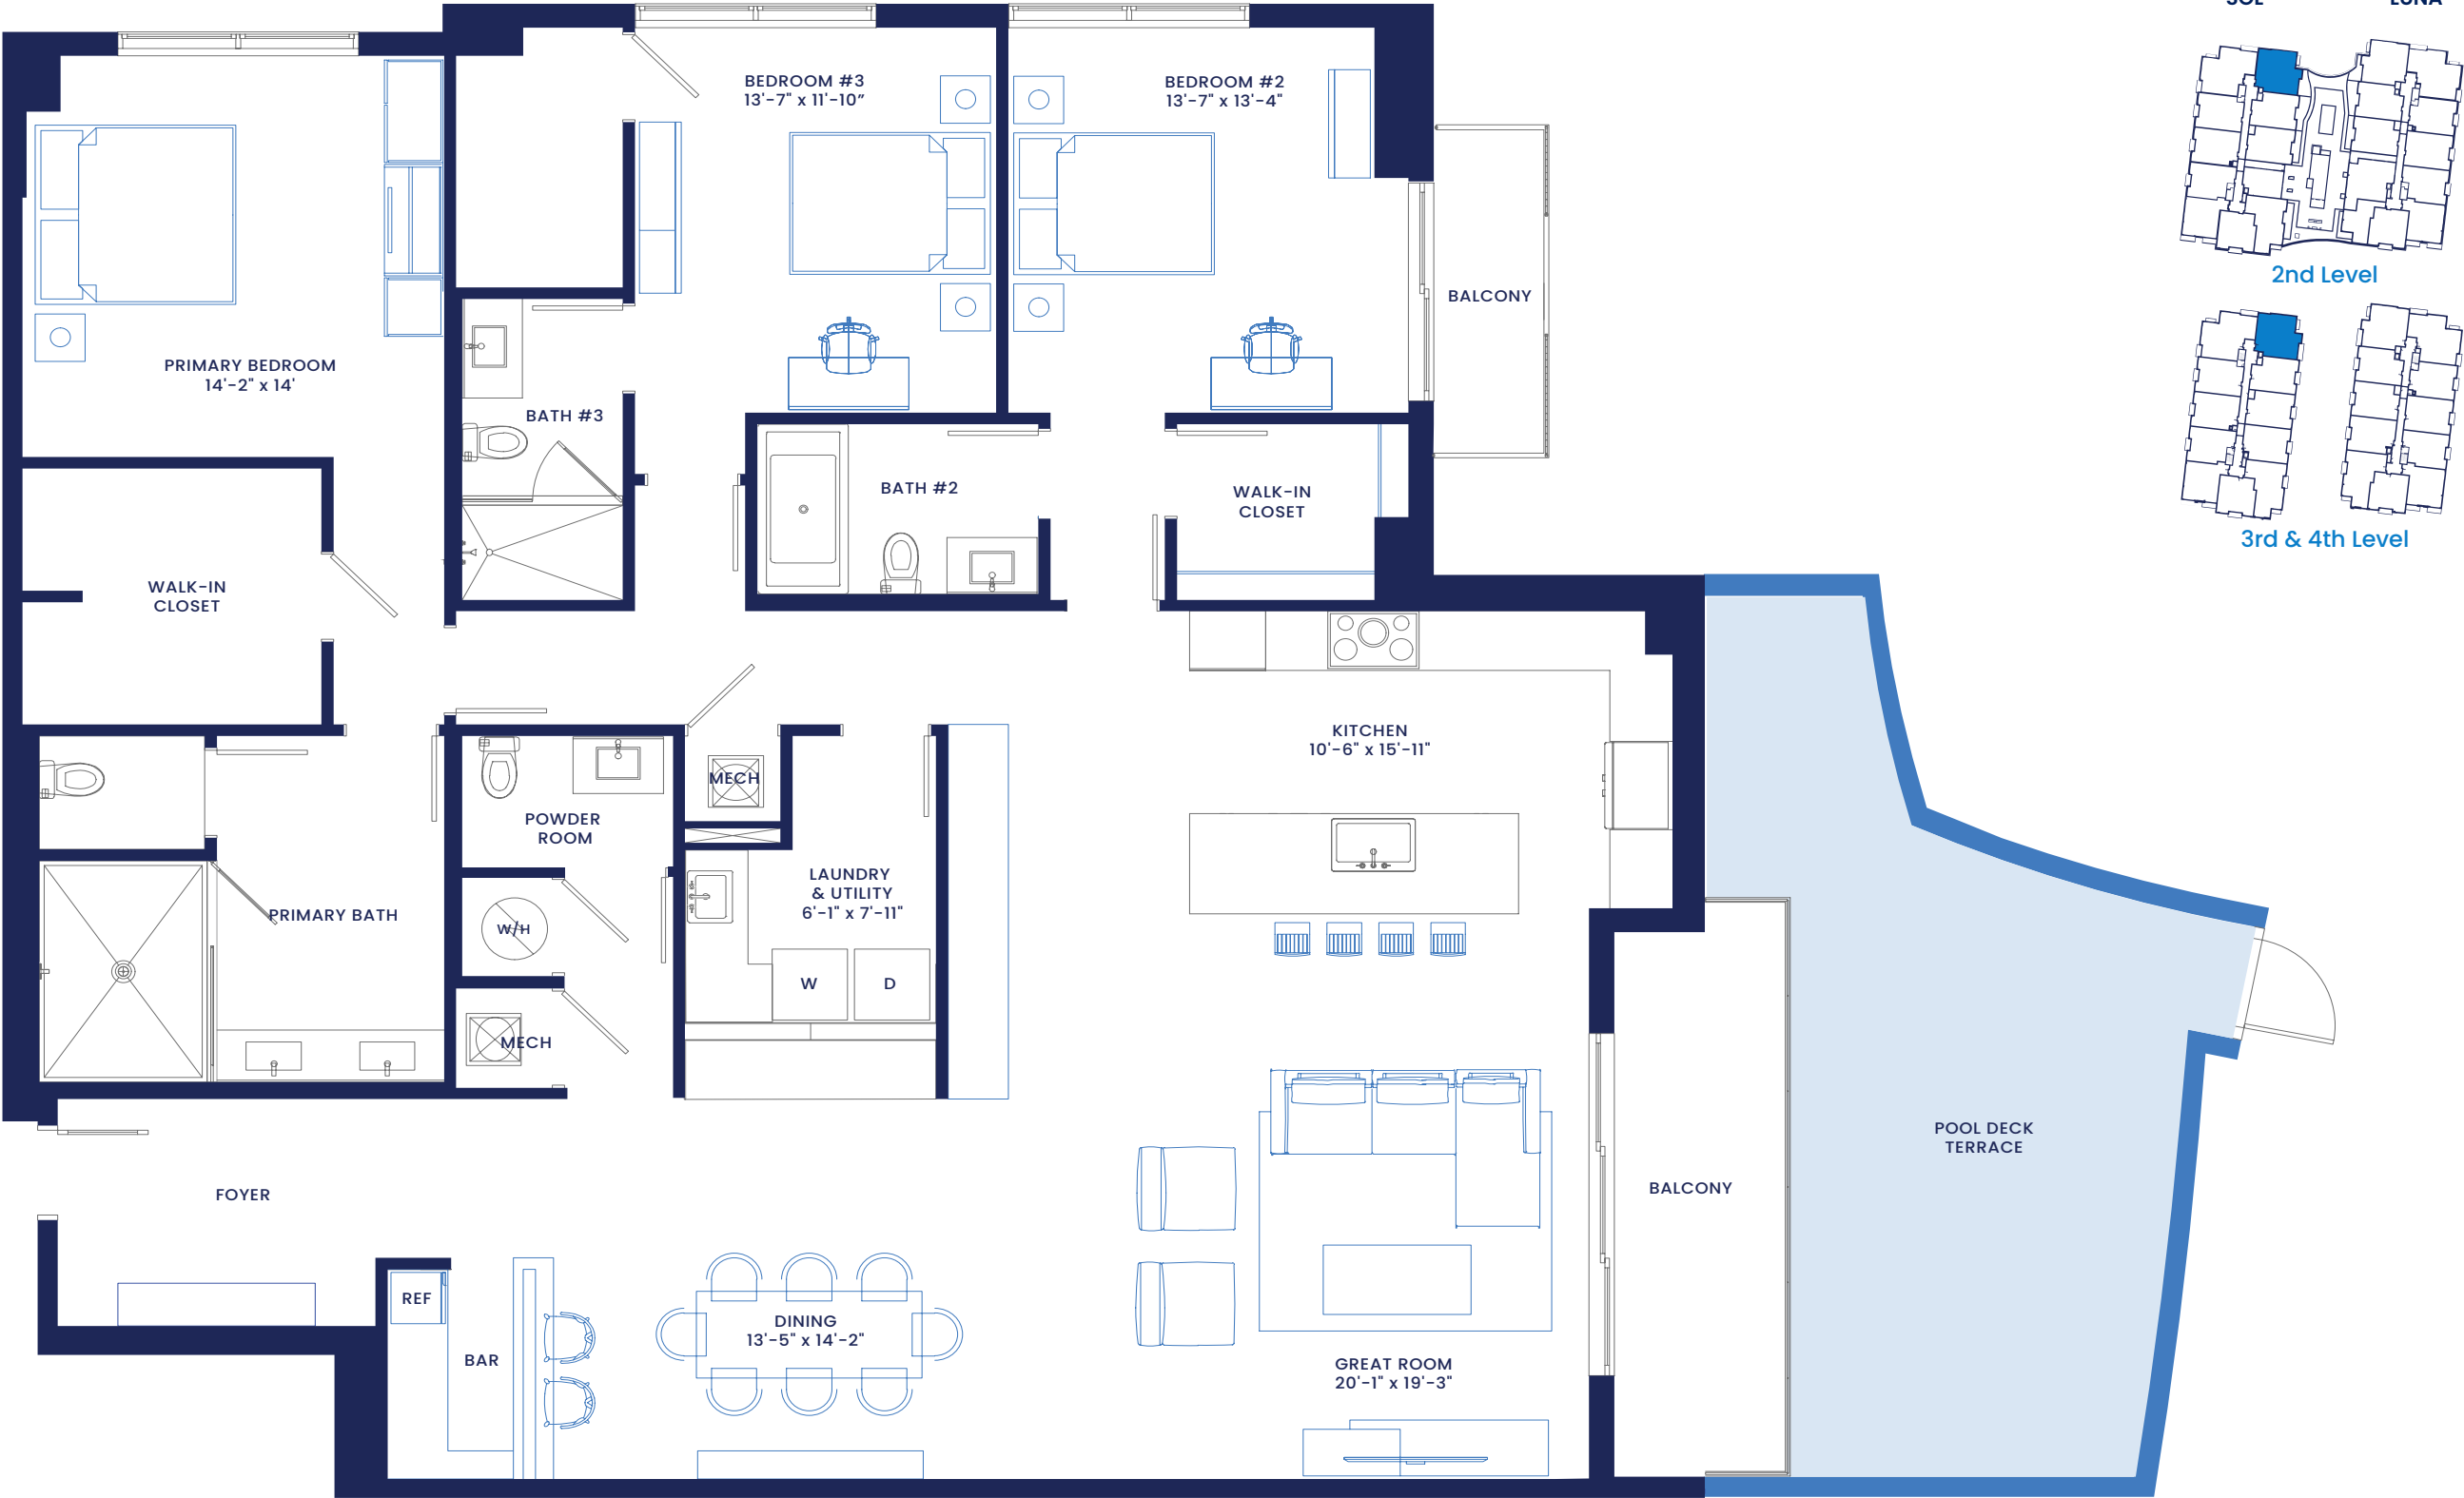 SOL LUNA
BEDROOM #3
13'-7" x 11'-10”
BEDROOM #2
13'-7" x 13'-4"
2nd Level
BALCONY
PRIMARY BEDROOM
14'-2" x 14'
BATH #3
BATH #2
WALK-IN
CLOSET
3rd & 4th Level
WALK-IN
CLOSET
KITCHEN
10'-6" x 15'-11"
MECH
POWDER
ROOM
LAUNDRY
& UTILITY
6'-1" x 7'-11"
PRIMARY BATH
W/H
W
D
MECH
POOL DECK
TERRACE
FOYER
BALCONY
REF
DINING
13'-5" x 14'-2"
BAR
GREAT ROOM
20'-1" x 19'-3"